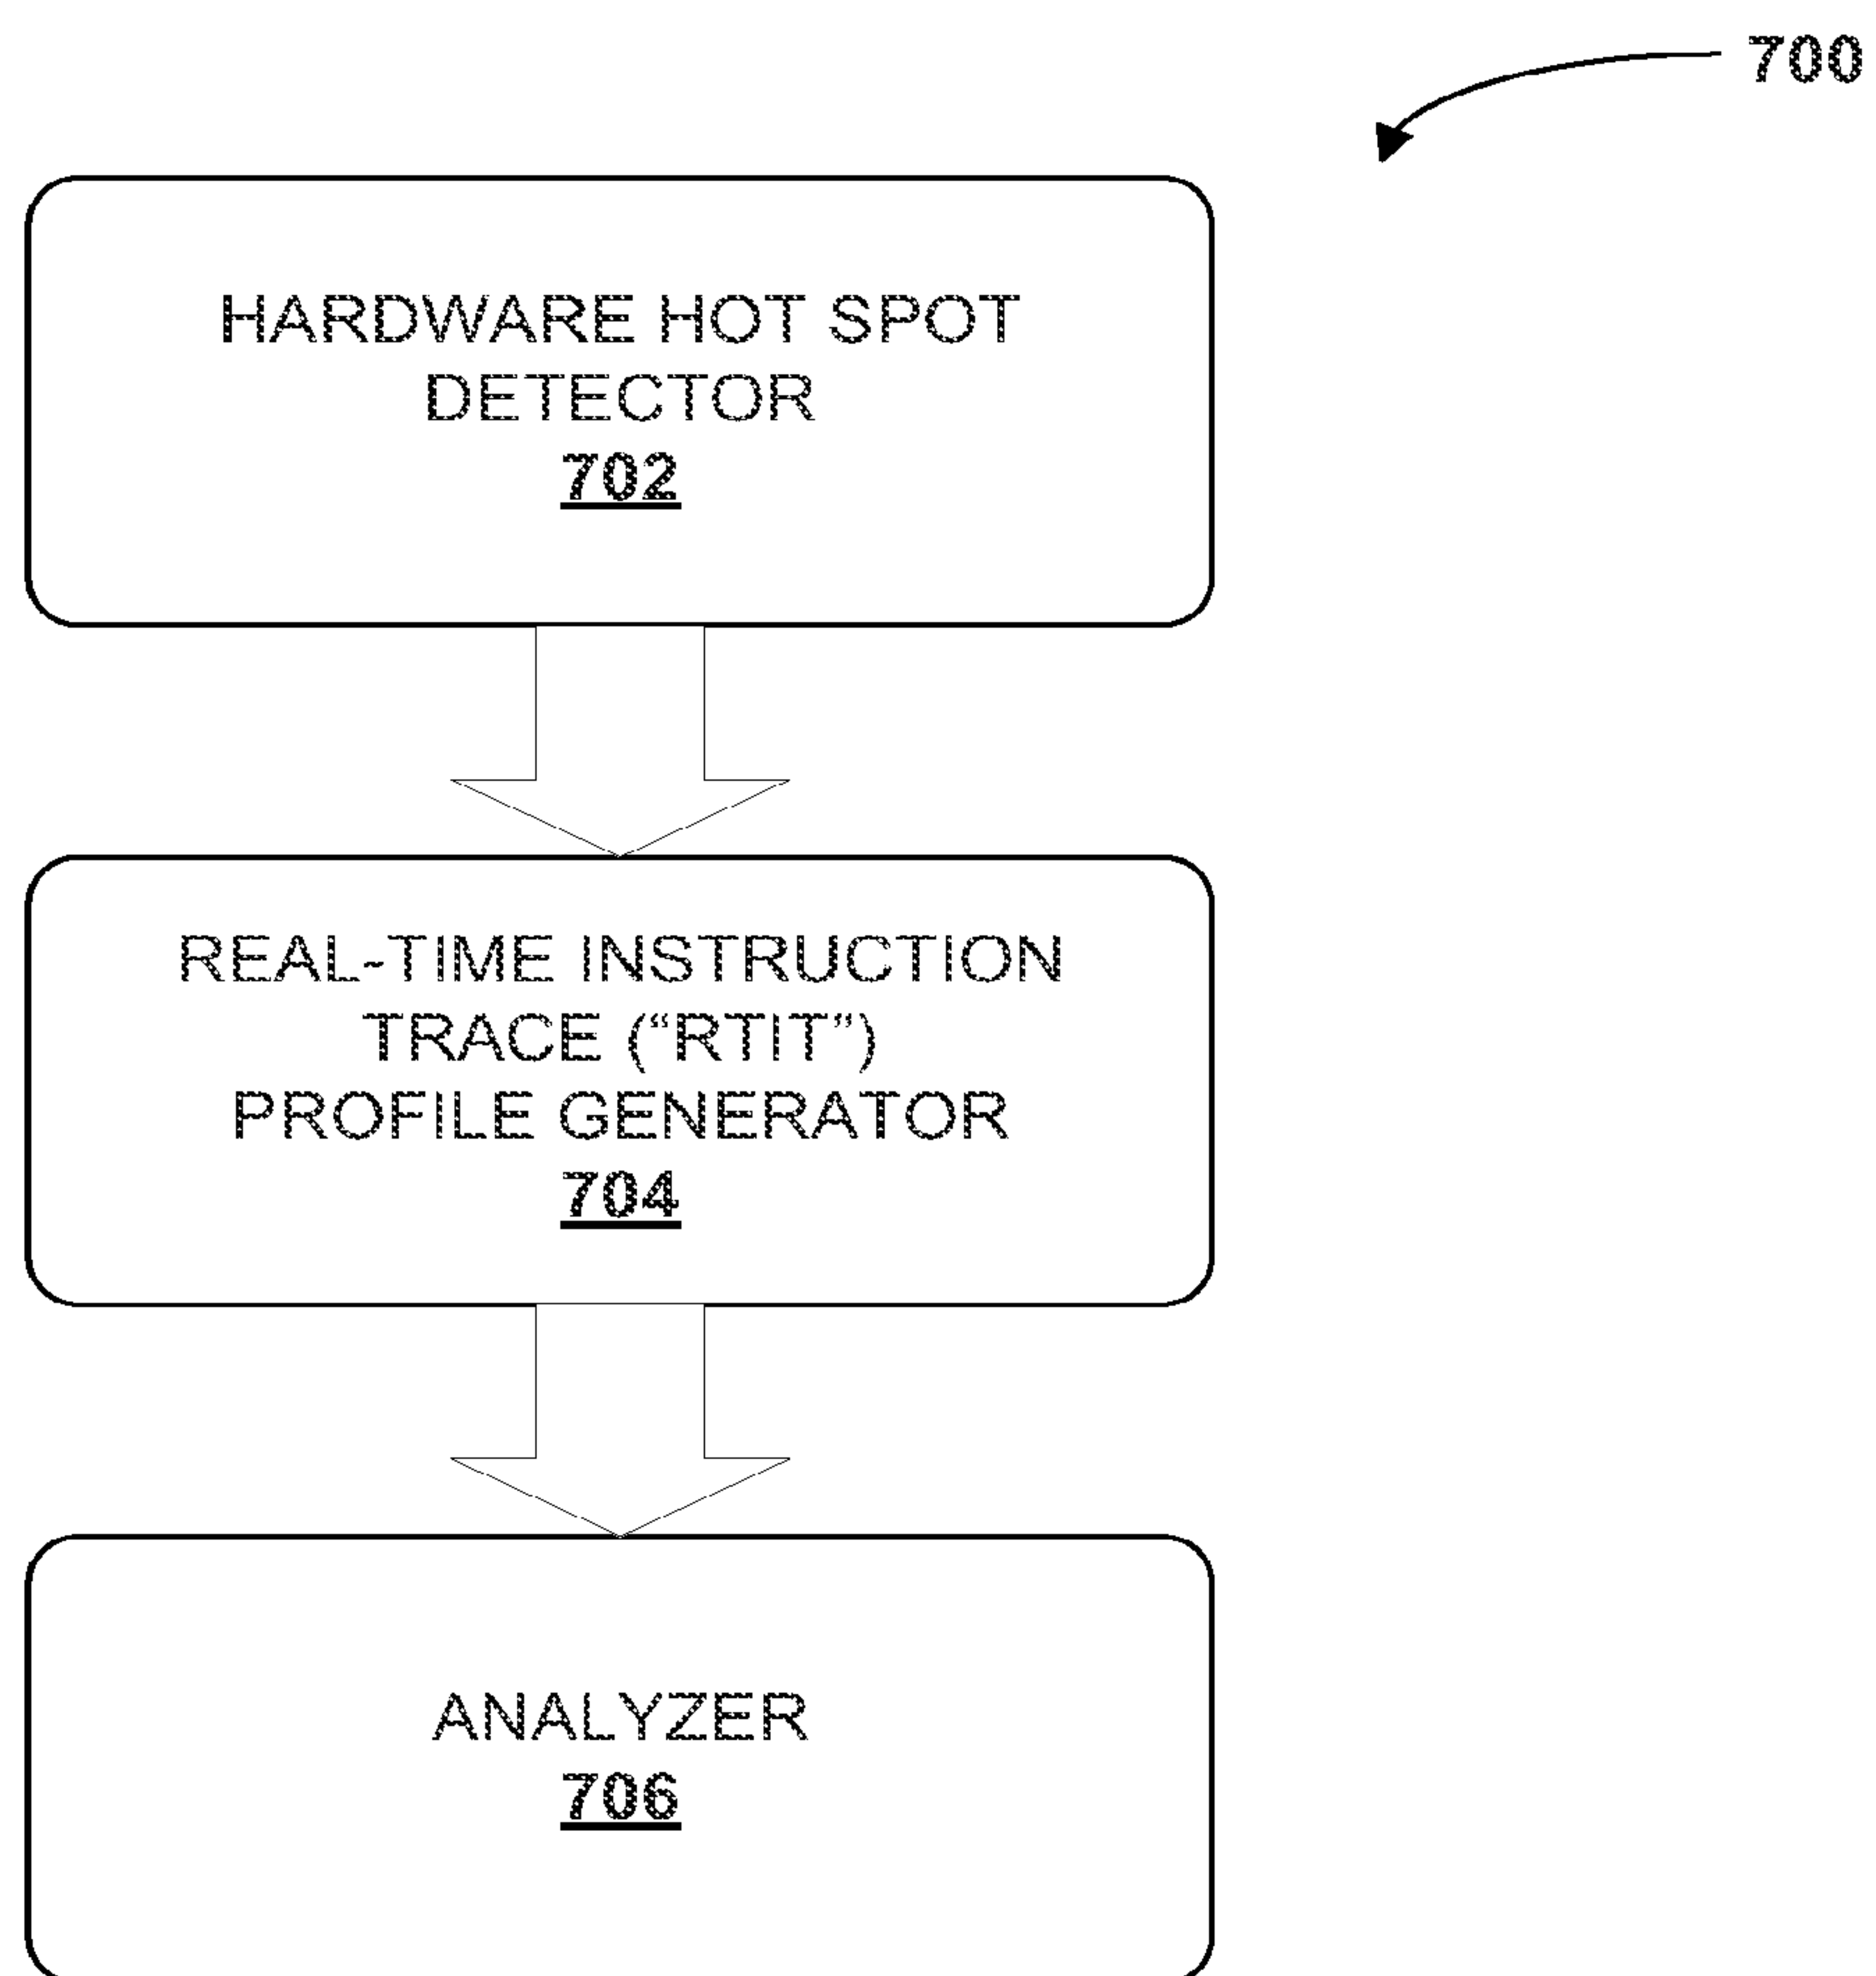 700
HARDWARE HOT SPOT
DETECTOR
702
REAL-TIME INSTRUCTION
TRACE (“RTIT”)
PROFILE GENERATOR
704
ANALYZER
706